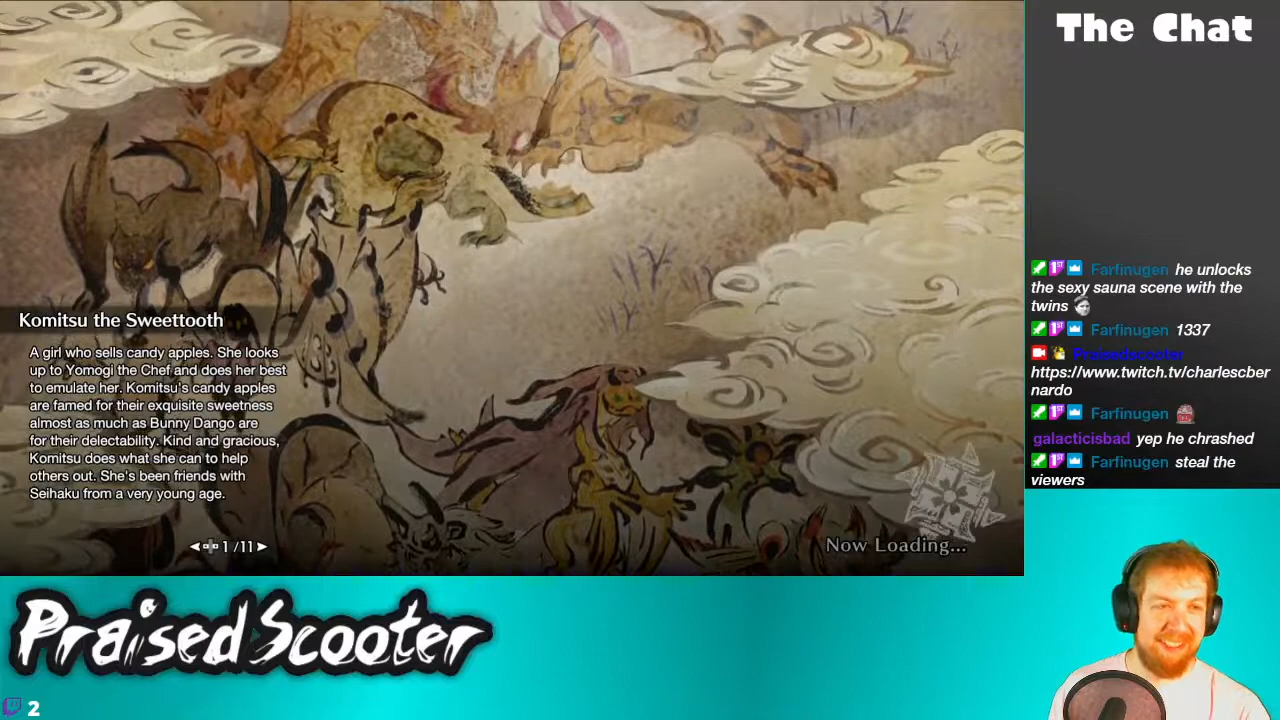 The Chat
Farfinugen he unlocks
the sexy sauna scene with the
twins
Farfinugen 1337
Praisedscooter
https://www.twitch.tv/charlescber
nardo
Farfinugen
galacticisbad yep he chrashed
Farfinugen steal the
viewers
Komitsu the Sweettooth
A girl who sells candy apples. She looks
up to Yomogi the Chef and does her best
to emulate her. Komitsu's candy apples
are famed for their exquisite sweetness
almost as much as Bunny Dango are
for their delectability. Kind and gracious,
Komitsu does what she can to help
others out. She's been friends with
Seihaku from a very young age.
1 /11
Now Loading...
PraisedScooter
2